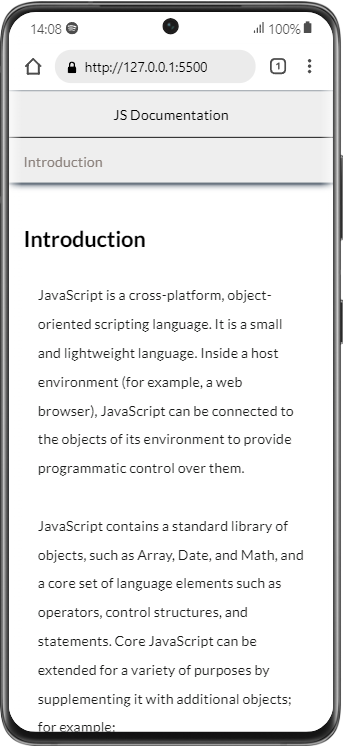 14:08
100%
http://127.0.0.1:5500
1
JS Documentation
Introduction
Introduction
JavaScript is a cross-platform, object-
oriented scripting language. It is a small
and lightweight language. Inside a host
environment (for example, a web
browser), JavaScript can be connected to
the objects of its environment to provide
programmatic control over them.
JavaScript contains a standard library of
objects, such as Array, Date, and Math, and
a core set of language elements such as
operators, control structures, and
statements. Core JavaScript can be
extended for a variety of purposes by
supplementing it with additional objects;
for example: